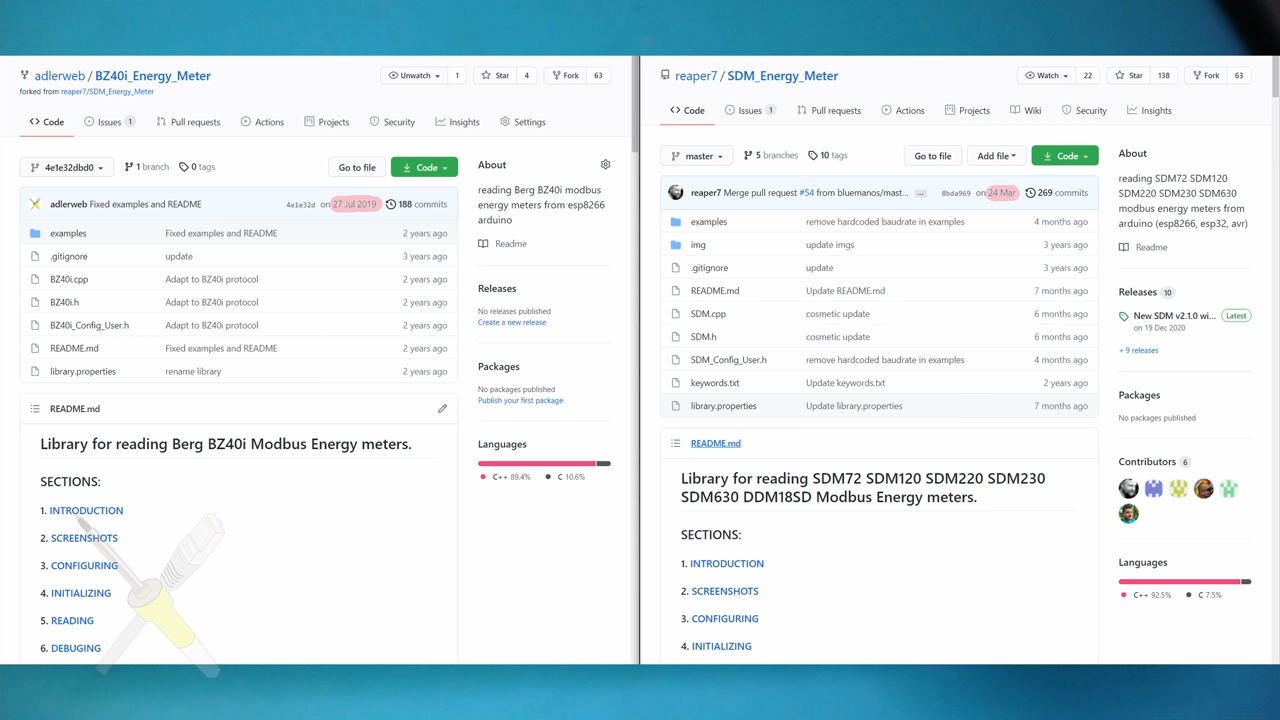 adlerweb / BZ40i_Energy_Meter
forked from reaper7/SDM_Energy_Meter
Unwatch 1 Star 4 Fork 63
Code Issues 1 Pull requests Actions Projects Security Insights Settings
4e1e32dbd0 1 branch 0 tags Go to file Code
adlerweb Fixed examples and README 4e1e32d on 27 Jul 2019 188 commits
examples Fixed examples and README 2 years ago
.gitignore update 3 years ago
BZ40i.cpp Adapt to BZ40i protocol 2 years ago
BZ40i.h Adapt to BZ40i protocol 2 years ago
BZ40i_Config_User.h Adapt to BZ40i protocol 2 years ago
README.md Fixed examples and README 2 years ago
library.properties rename library 2 years ago
README.md
Library for reading Berg BZ40i Modbus Energy meters.
SECTIONS:
1. INTRODUCTION
2. SCREENSHOTS
3. CONFIGURING
4. INITIALIZING
5. READING
6. DEBUGING
About
reading Berg BZ40i modbus
energy meters from esp8266
arduino
Readme
Releases
No releases published
Create a new release
Packages
No packages published
Publish your first package
Languages
C++ 89.4% C 10.6%
reaper7 / SDM_Energy_Meter
Watch 22 Star 138 Fork 63
Code Issues 1 Pull requests Actions Projects Wiki Security Insights
master 5 branches 10 tags Go to file Add file Code
reaper7 Merge pull request #54 from bluemanos/mast... ... 8bda969 on 24 Mar 269 commits
examples remove hardcoded baudrate in examples 4 months ago
img update imgs 3 years ago
.gitignore update 3 years ago
README.md Update README.md 7 months ago
SDM.cpp cosmetic update 6 months ago
SDM.h cosmetic update 6 months ago
SDM_Config_User.h remove hardcoded baudrate in examples 4 months ago
keywords.txt Update keywords.txt 2 years ago
library.properties Update library.properties 7 months ago
README.md
Library for reading SDM72 SDM120 SDM220 SDM230
SDM630 DDM18SD Modbus Energy meters.
SECTIONS:
1. INTRODUCTION
2. SCREENSHOTS
3. CONFIGURING
4. INITIALIZING
About
reading SDM72 SDM120
SDM220 SDM230 SDM630
modbus energy meters from
arduino (esp8266, esp32, avr)
Readme
Releases 10
New SDM v2.1.0 wi... Latest
on 19 Dec 2020
+ 9 releases
Packages
No packages published
Contributors 6
Languages
C++ 92.5% C 7.5%